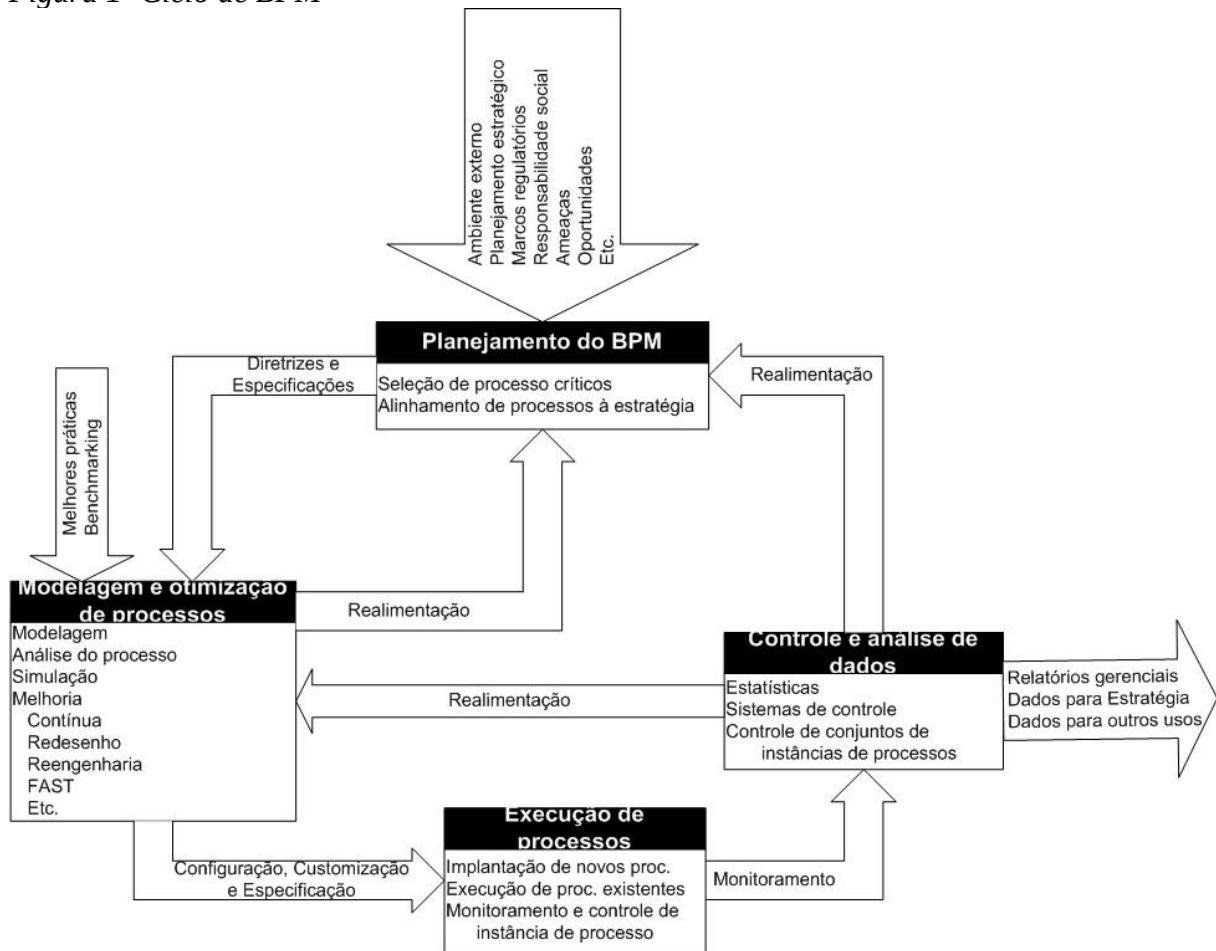 Figura 1 Ciclo de BPM
Ambiente externo
Planejamento estratégico
Marcos regulatórios
Responsabilidade social
Ameaças
Oportunidades
Etc.
Planejamento do BPM
Seleção de processo críticos
Alinhamento de processos à estratégia
Diretrizes e
Especificações
Realimentação
Melhores práticas
Benchmarking
Modelagem e otimização
de processos
Modelagem
Análise do processo
Simulação
Melhoria
Contínua
Redesenho
Reengenharia
FAST
Etc.
Realimentação
Realimentação
Controle e análise de
dados
Estatísticas
Sistemas de controle
Controle de conjuntos de
instâncias de processos
Relatórios gerenciais
Dados para Estratégia
Dados para outros usos
Configuração, Customização
e Especificação
Execução de
processos
Implantação de novos proc.
Execução de proc. existentes
Monitoramento e controle de
instância de processo
Monitoramento